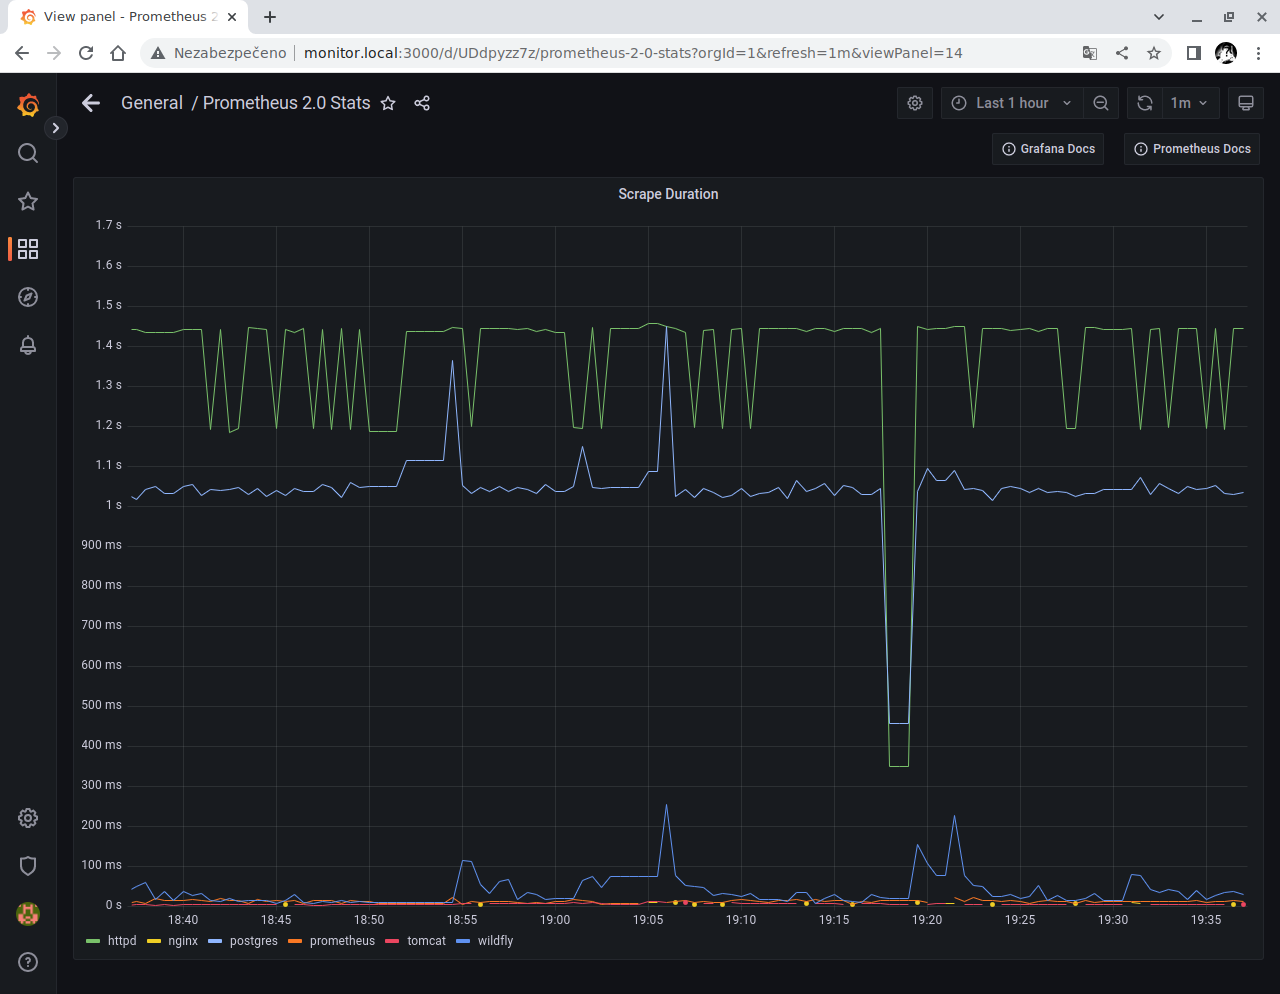 View panel - Prometheus 2
Nezabezpečeno monitor.local:3000/d/UDdpyzz7z/prometheus-2-0-stats?orgId=1&refresh=1m&viewPanel=14
General / Prometheus 2.0 Stats Last 1 hour 1m
Grafana Docs Prometheus Docs
Scrape Duration
1.7 s
1.6 s
1.5 s
1.4 s
1.3 s
1.2 s
1.1 s
1 s
900 ms
800 ms
700 ms
600 ms
500 ms
400 ms
300 ms
200 ms
100 ms
0 s
18:40 18:45 18:50 18:55 19:00 19:05 19:10 19:15 19:20 19:25 19:30 19:35
httpd nginx postgres prometheus tomcat wildfly